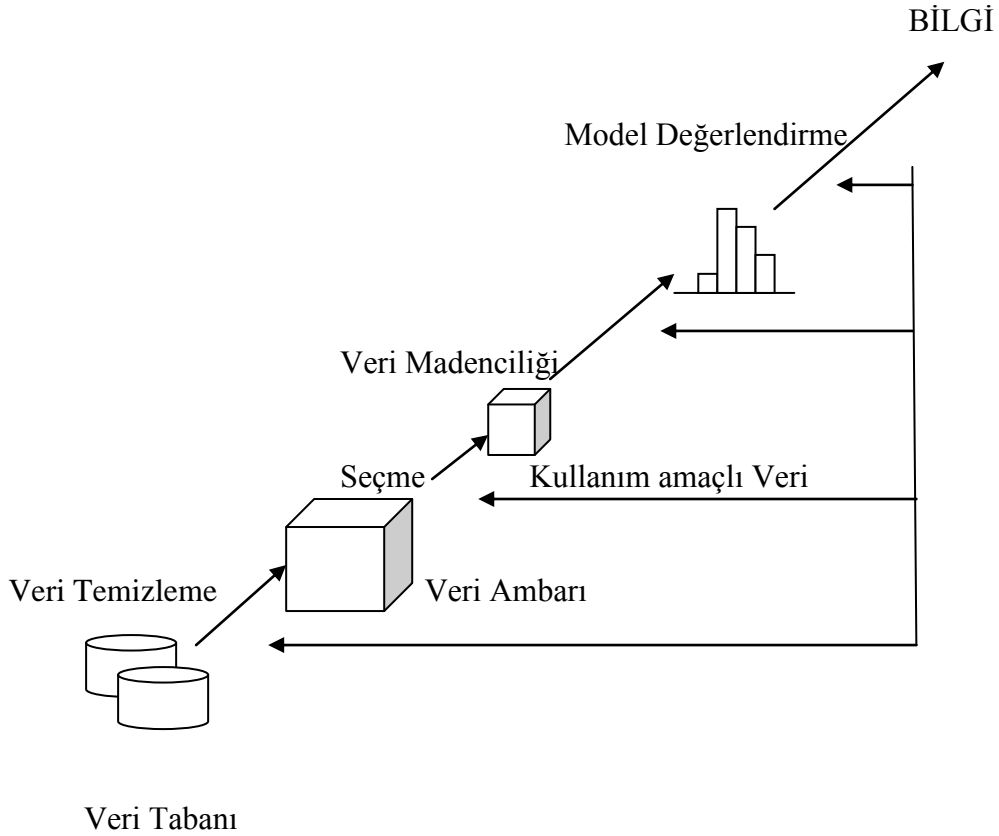 BİLGİ
Model Değerlendirme
Veri Madenciliği
Seçme
Kullanım amaçlı Veri
Veri Temizleme
Veri Ambarı
Veri Tabanı